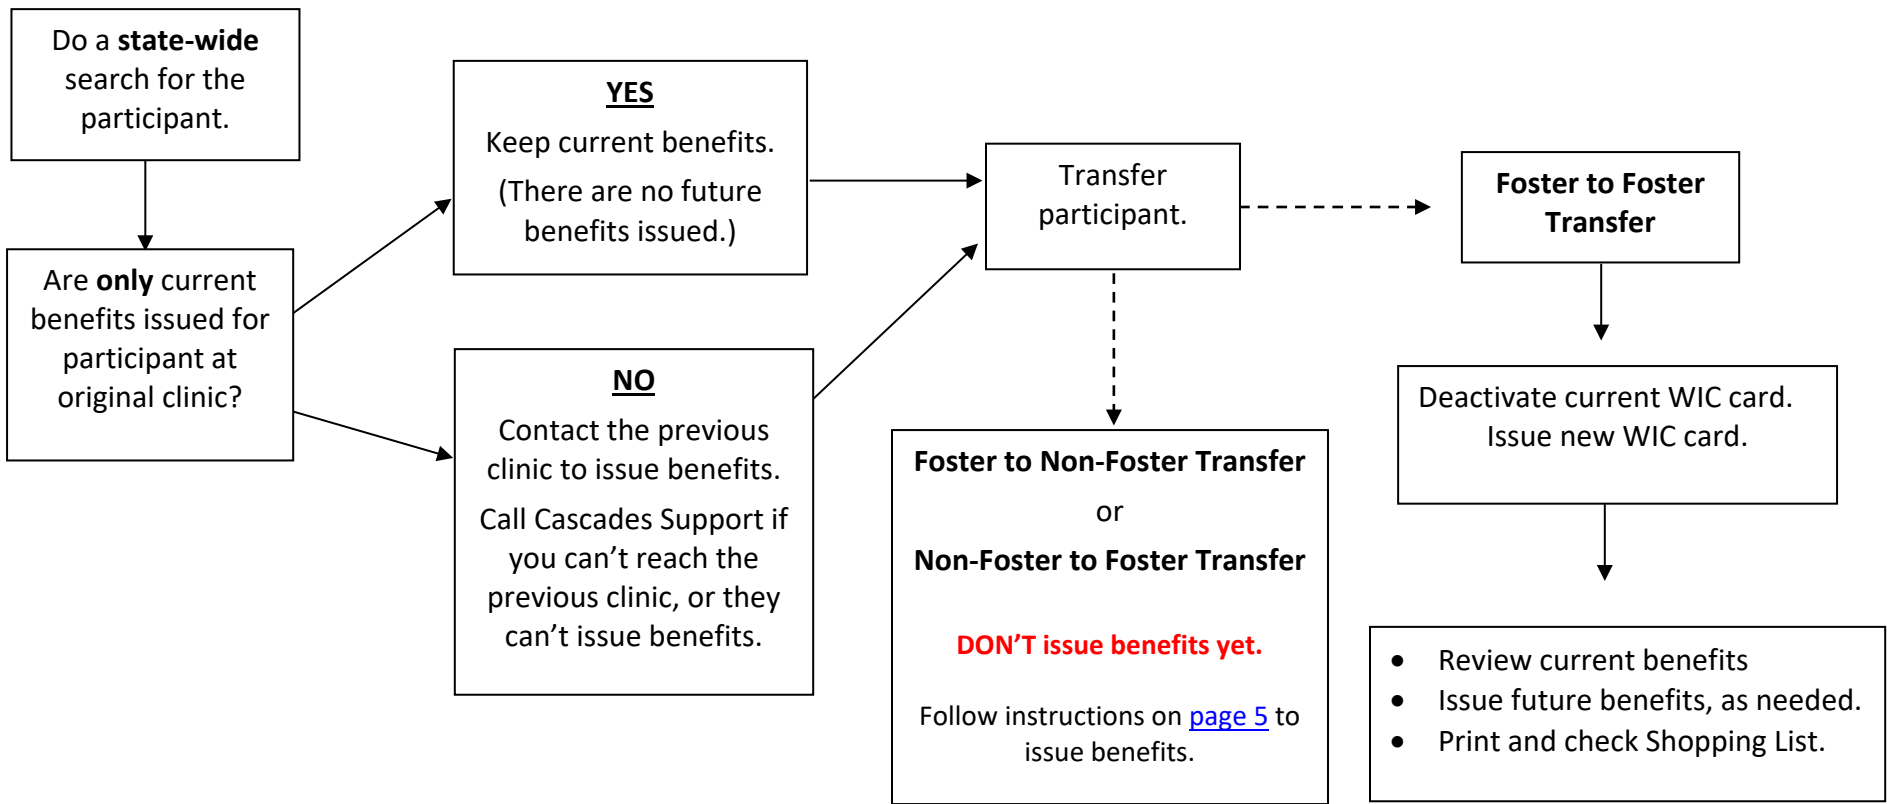 Do a state-wide
search for the
participant.
Are only current
benefits issued for
participant at
original clinic?
YES
Keep current benefits.
(There are no future
benefits issued.)
NO
Contact the previous
clinic to issue benefits.
Call Cascades Support if
you can’t reach the
previous clinic, or they
can’t issue benefits.
Transfer
participant.
Foster to Non-Foster Transfer
or
Non-Foster to Foster Transfer
DON’T issue benefits yet.
Follow instructions on page 5 to
issue benefits.
Foster to Foster
Transfer
Deactivate current WIC card.
Issue new WIC card.
• Review current benefits
• Issue future benefits, as needed.
• Print and check Shopping List.